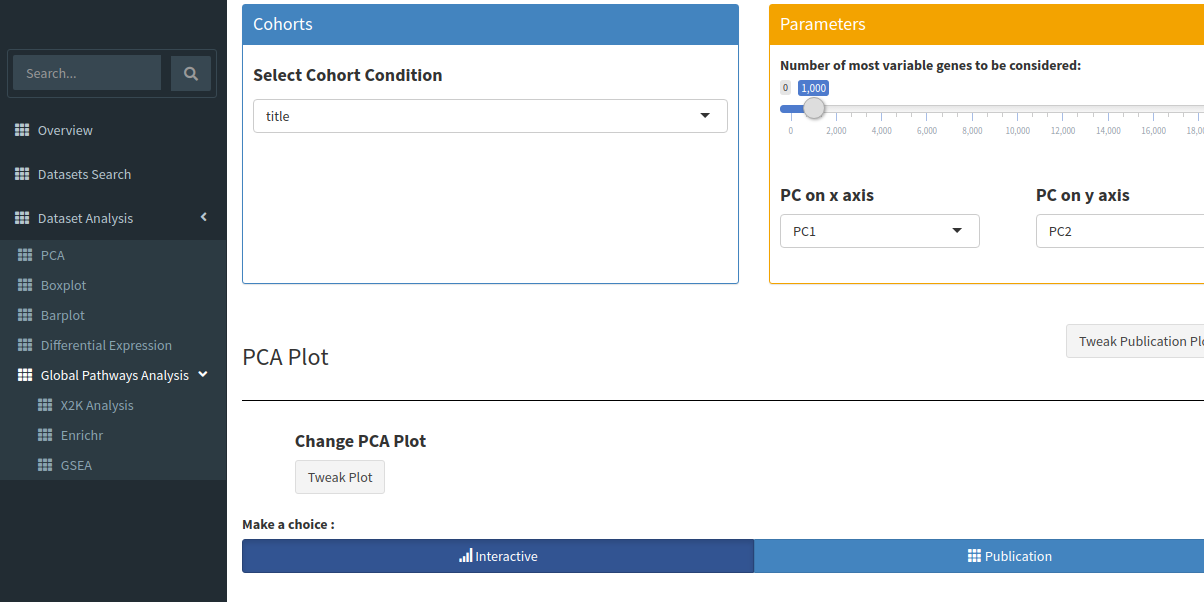 Search...
Overview
Datasets Search
Dataset Analysis
PCA
Boxplot
Barplot
Differential Expression
Global Pathways Analysis
X2K Analysis
Enrichr
GSEA
Cohorts
Select Cohort Condition
title
Parameters
Number of most variable genes to be considered:
0 1,000
0 2,000 4,000 6,000 8,000 10,000 12,000 14,000 16,000
PC on x axis PC on y axis
PC1 PC2
Tweak Publication
PCA Plot
Change PCA Plot
Tweak Plot
Make a choice :
Interactive Publication